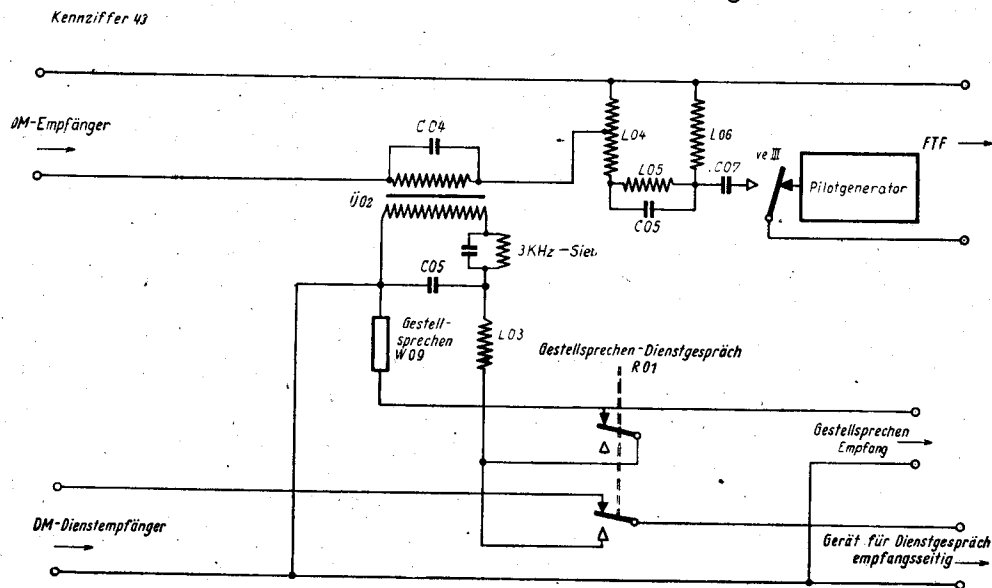 Kennziffer 43
DM-Empfänger
C04
L04
L06
ve III
FTF
L05
C07
Pilotgenerator
C05
Ü02
3KHz-
C05
Gestell-
sprechen
W09
L03
Gestellsprechen-Dienstgespräch
R01
Gestellsprechen
Empfang
DM-Dienstempfänger
Gerät für Dienstgespräch
empfangsseitig